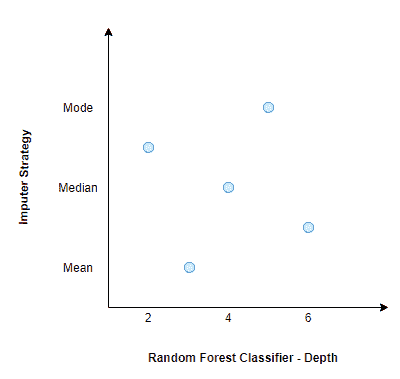 Mode
Median
Mean
Imputer Strategy
2 4 6
Random Forest Classifier - Depth